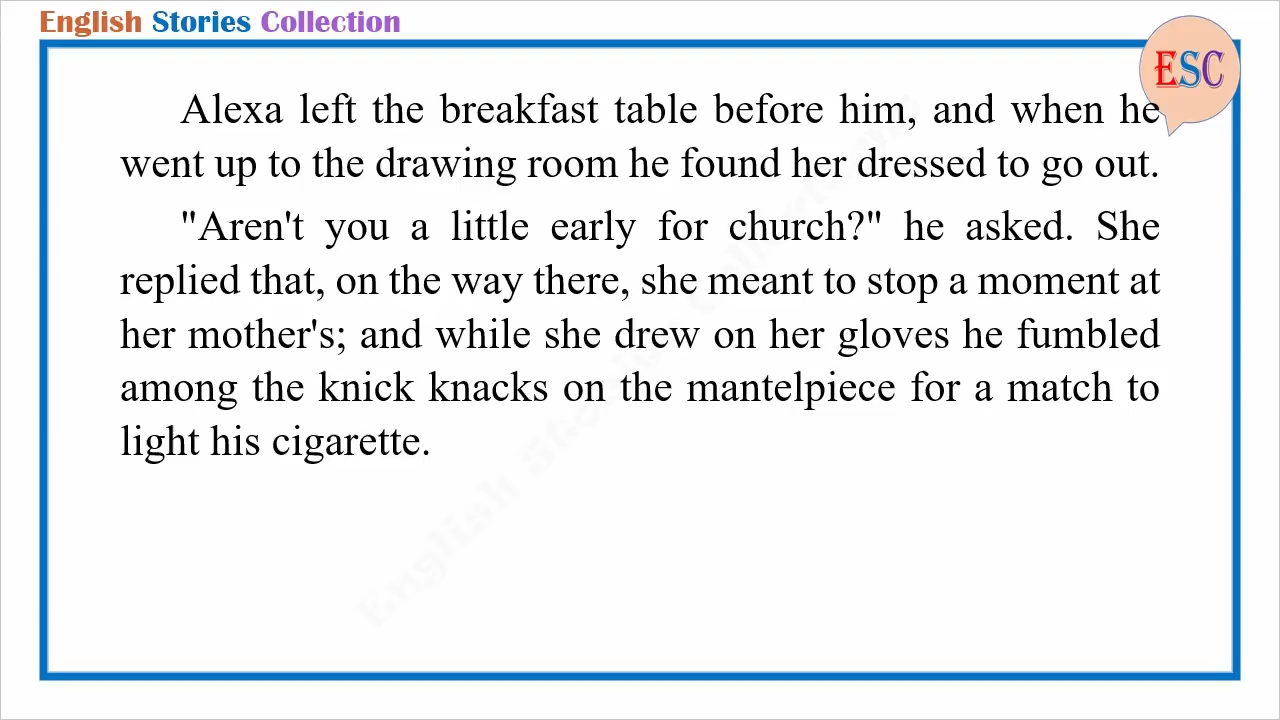 English Stories Collection
ESC
Alexa left the breakfast table before him, and when he
went up to the drawing room he found her dressed to go out.
"Aren't you a little early for church?" he asked. She
replied that, on the way there, she meant to stop a moment at
her mother's; and while she drew on her gloves he fumbled
among the knick knacks on the mantelpiece for a match to
light his cigarette.
English Stories Collection